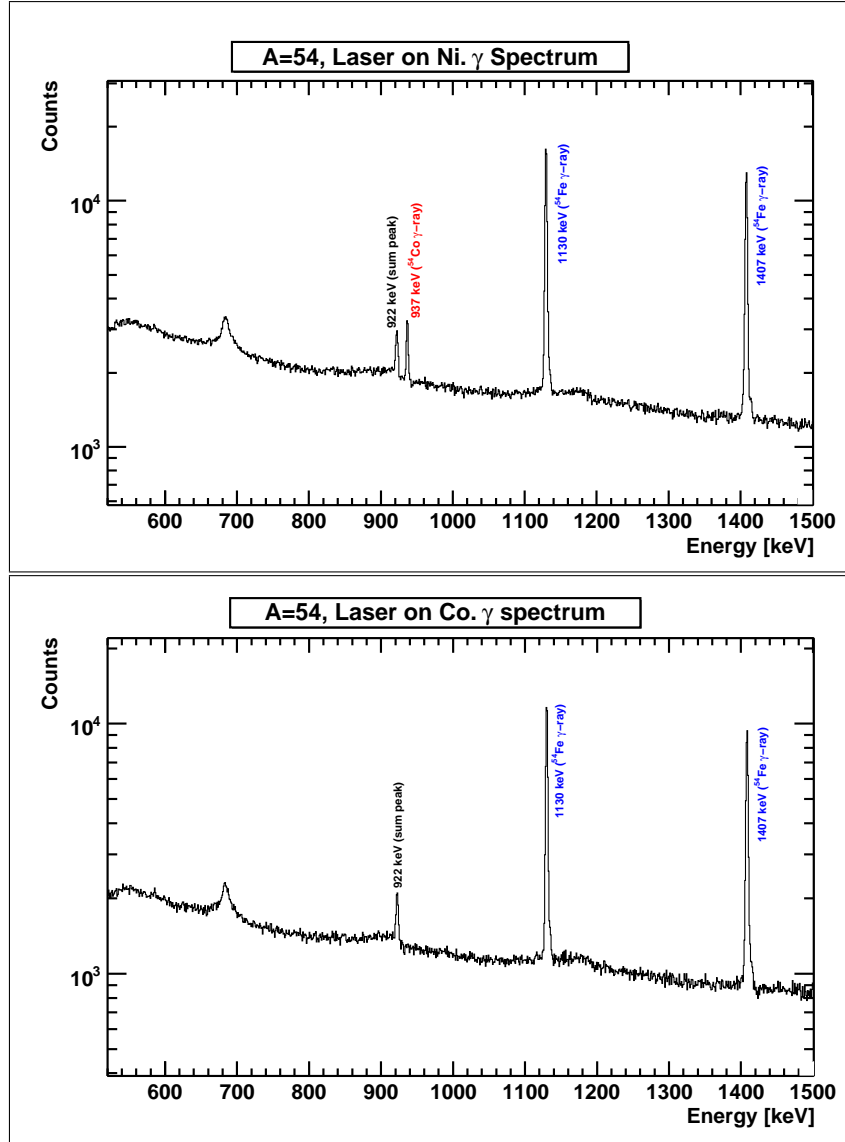 A=54, Laser on Ni. γ Spectrum
Counts
10⁴
10³
922 keV (sum peak)
937 keV (⁵⁴Co γ−ray)
1130 keV (⁵⁴Fe γ−ray)
1407 keV (⁵⁴Fe γ−ray)
600 700 800 900 1000 1100 1200 1300 1400 1500
Energy [keV]
A=54, Laser on Co. γ spectrum
Counts
10⁴
10³
922 keV (sum peak)
1130 keV (⁵⁴Fe γ−ray)
1407 keV (⁵⁴Fe γ−ray)
600 700 800 900 1000 1100 1200 1300 1400 1500
Energy [keV]